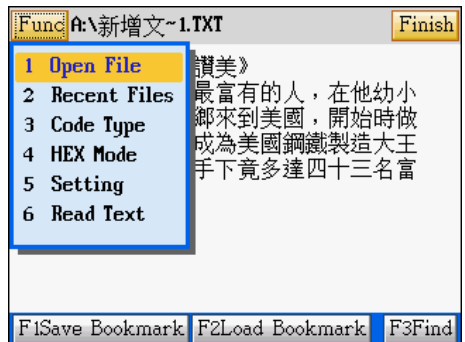 Func A:\新增文~1.TXT Finish
1 Open File
2 Recent Files
3 Code Type
4 HEX Mode
5 Setting
6 Read Text
讚美》
最富有的人，在他幼小
鄉來到美國，開始時做
成為美國鋼鐵製造大王
手下竟多達四十三名富
F1Save Bookmark F2Load Bookmark F3Find